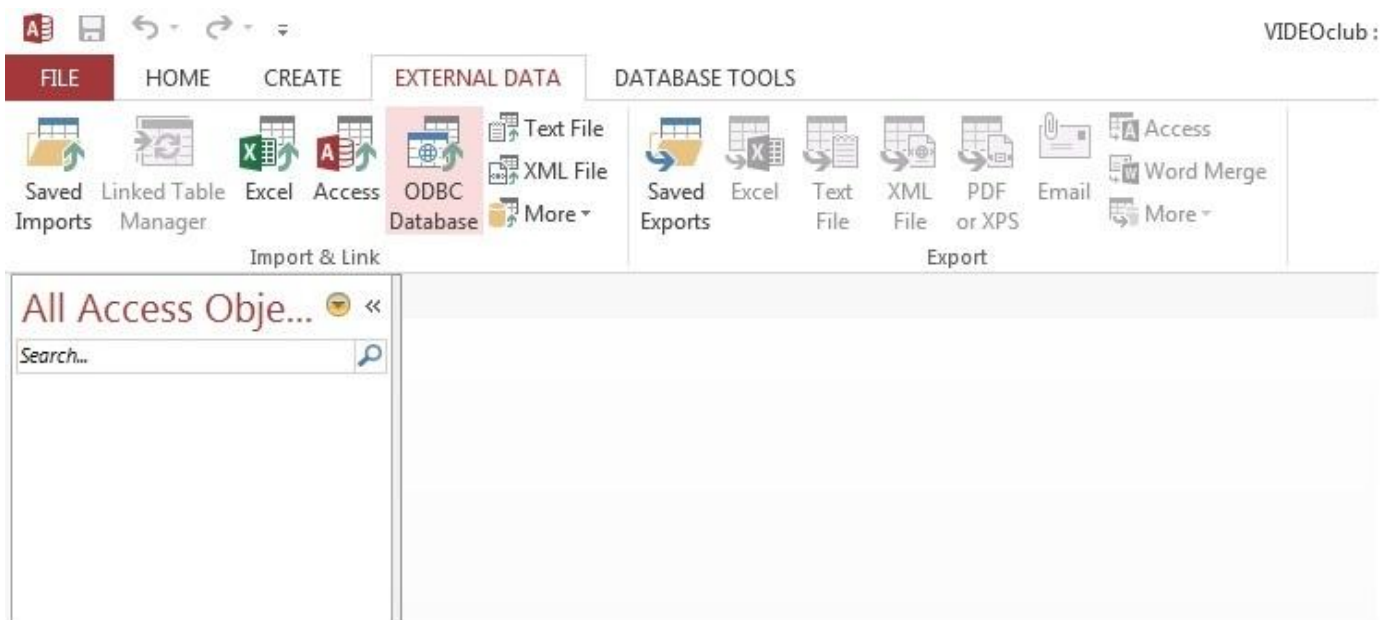 VIDEOclub :
FILE HOME CREATE EXTERNAL DATA DATABASE TOOLS
Saved Imports
Linked Table Manager
Excel
Access
ODBC Database
Text File
XML File
More
Import & Link
Saved Exports
Excel
Text File
XML File
PDF or XPS
Email
Access
Word Merge
More
Export
All Access Obje... «
Search...